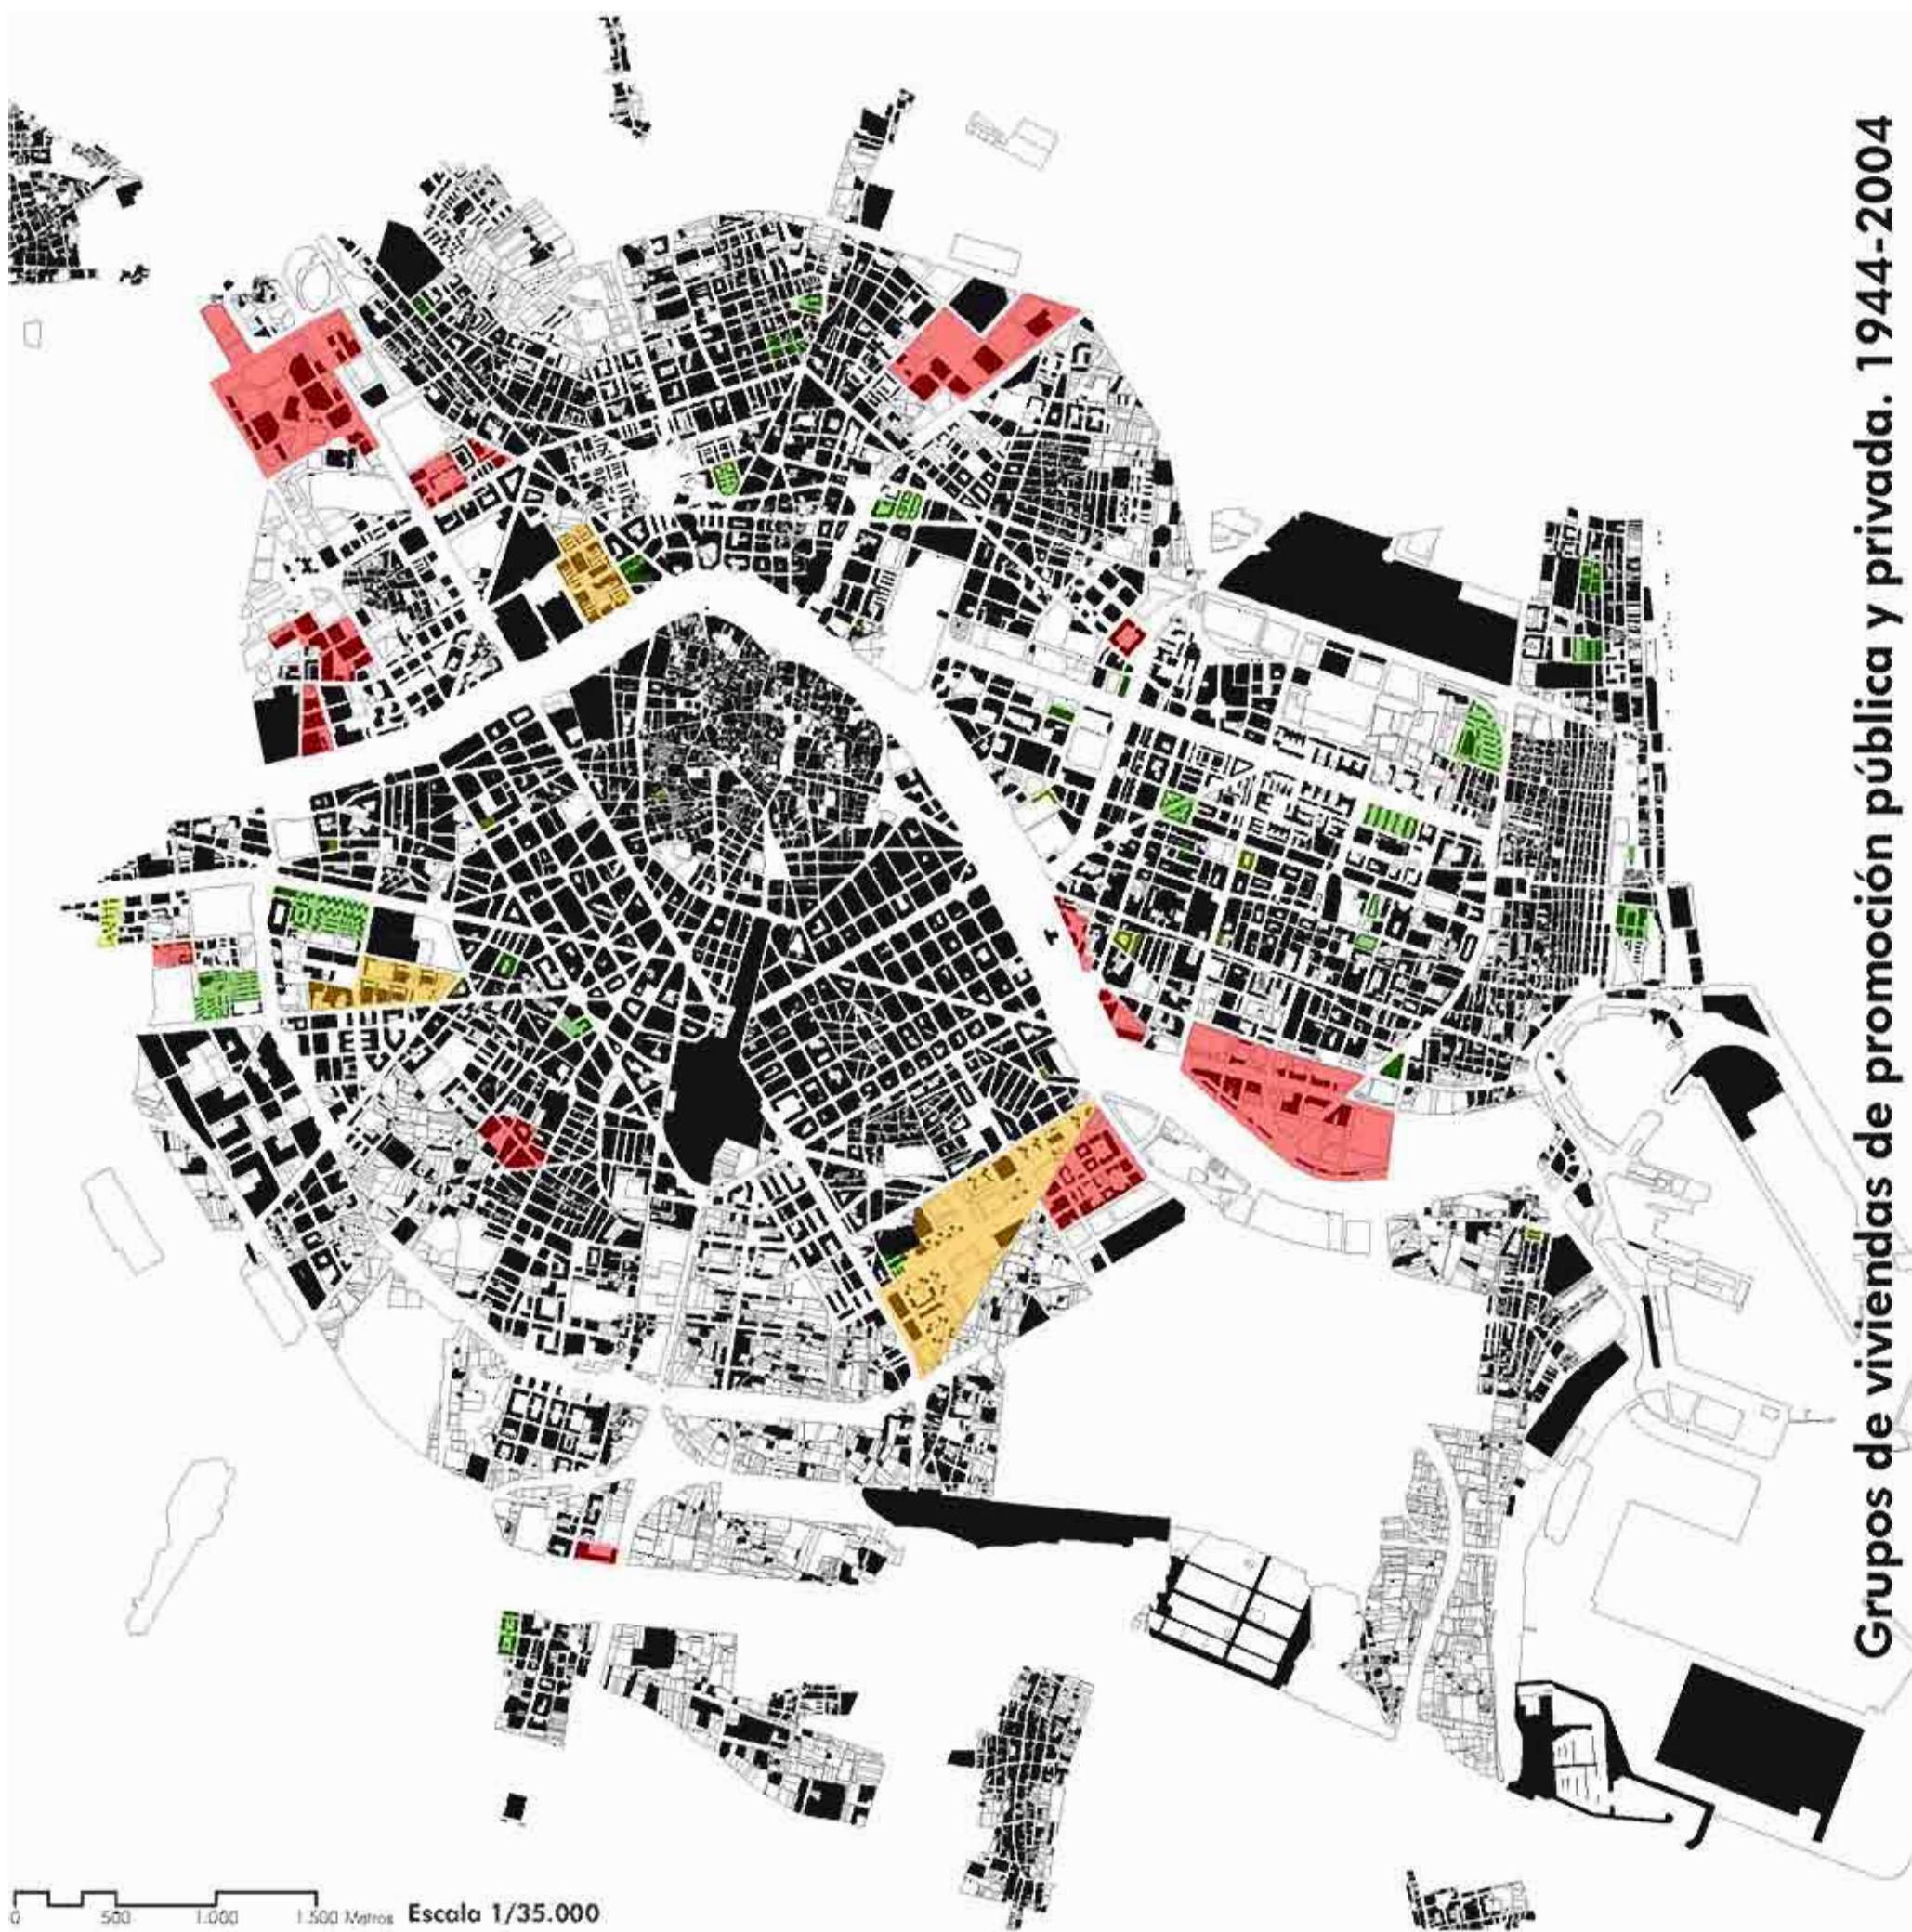 Grupos de viviendas de promoción pública y privada. 1944-2004
0 500 1.000 1.500 Metros Escala 1/35.000